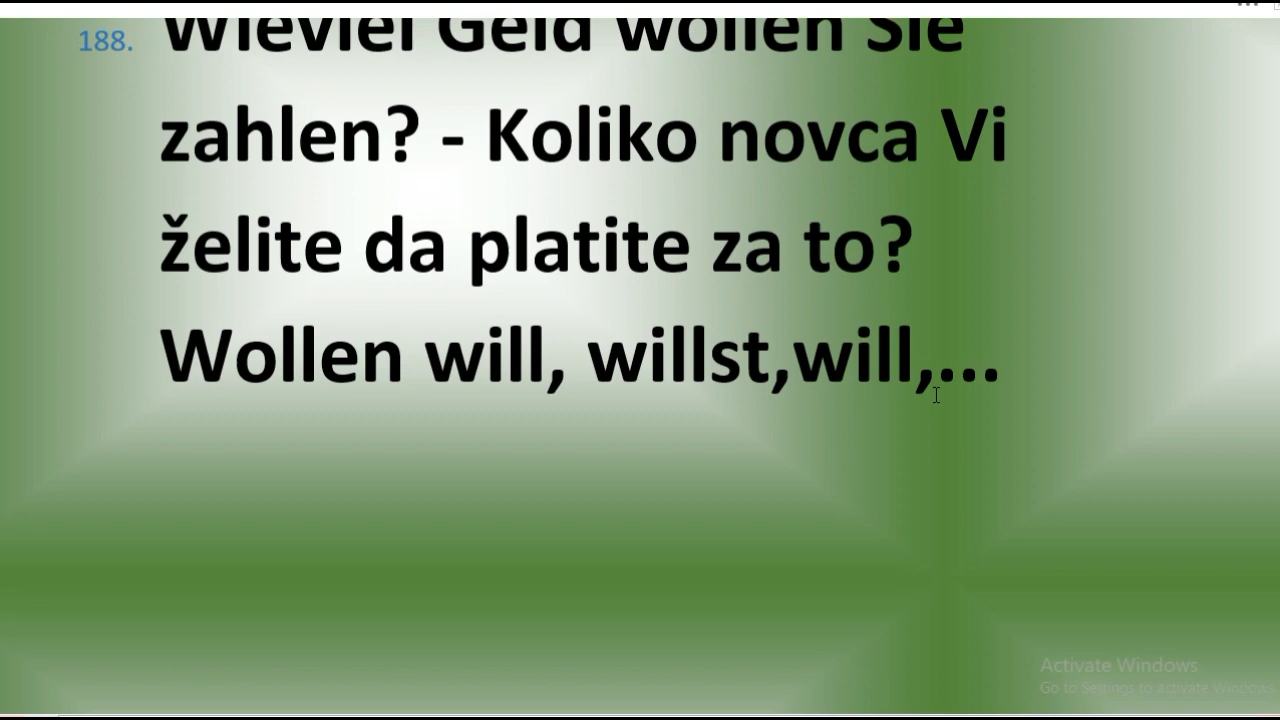 188. Wieviel Geld wollen Sie
zahlen? - Koliko novca Vi
želite da platite za to?
Wollen will, willst,will,...
Activate Windows
Go to Settings to activate Windows.